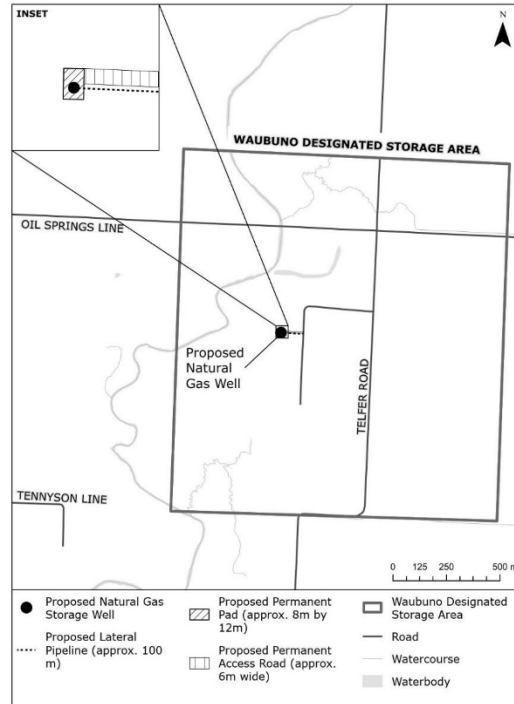 INSET
N
WAUBUNO DESIGNATED STORAGE AREA
OIL SPRINGS LINE
Proposed
Natural
Gas Well
TELFER ROAD
TENNYSON LINE
0 125 250 500 m
Proposed Natural Gas
Storage Well
Proposed Lateral
Pipeline (approx. 100
m)
Proposed Permanent
Pad (approx. 8m by
12m)
Proposed Permanent
Access Road (approx.
6m wide)
Waubuno Designated
Storage Area
Road
Watercourse
Waterbody